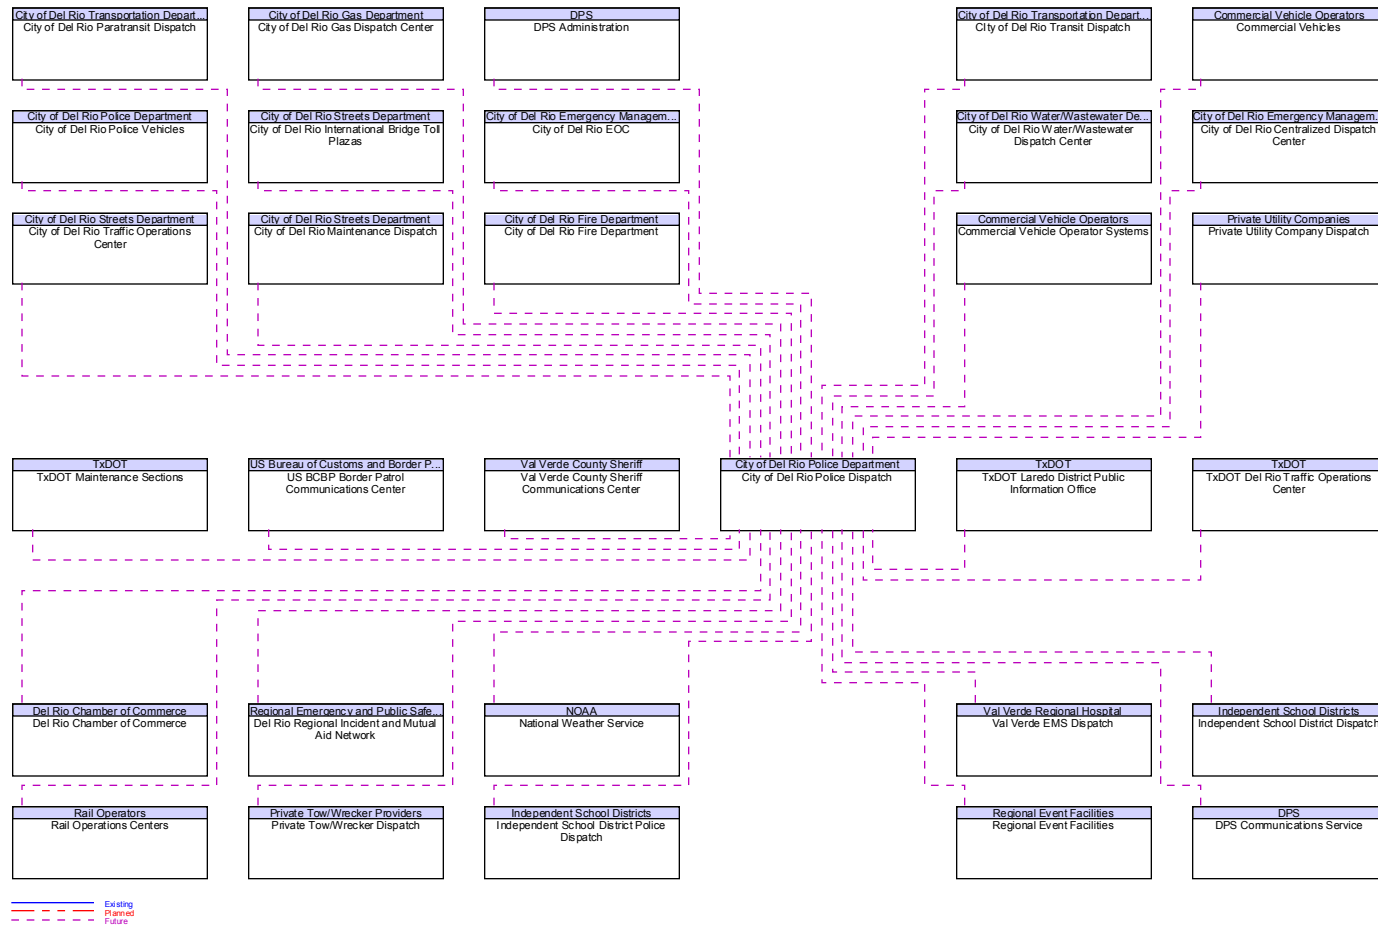 City of Del Rio Transportation Depart...
City of Del Rio Paratransit Dispatch
City of Del Rio Gas Department
City of Del Rio Gas Dispatch Center
DPS
DPS Administration
City of Del Rio Transportation Depart...
City of Del Rio Transit Dispatch
Commercial Vehicle Operators
Commercial Vehicles
City of Del Rio Police Department
City of Del Rio Police Vehicles
City of Del Rio Streets Department
City of Del Rio International Bridge Toll
Plazas
City of Del Rio Emergency Managem...
City of Del Rio EOC
City of Del Rio Water/Wastewater De...
City of Del Rio Water/Wastewater
Dispatch Center
City of Del Rio Emergency Managem...
City of Del Rio Centralized Dispatch
Center
City of Del Rio Streets Department
City of Del Rio Traffic Operations
Center
City of Del Rio Streets Department
City of Del Rio Maintenance Dispatch
City of Del Rio Fire Department
City of Del Rio Fire Department
Commercial Vehicle Operators
Commercial Vehicle Operator Systems
Private Utility Companies
Private Utility Company Dispatch
TxDOT
TxDOT Maintenance Sections
US Bureau of Customs and Border P...
US BCBP Border Patrol
Communications Center
Val Verde County Sheriff
Val Verde County Sheriff
Communications Center
City of Del Rio Police Department
City of Del Rio Police Dispatch
TxDOT
TxDOT Laredo District Public
Information Office
TxDOT
TxDOT Del Rio Traffic Operations
Center
Del Rio Chamber of Commerce
Del Rio Chamber of Commerce
Regional Emergency and Public Safe...
Del Rio Regional Incident and Mutual
Aid Network
NOAA
National Weather Service
Val Verde Regional Hospital
Val Verde EMS Dispatch
Independent School Districts
Independent School District Dispatch
Rail Operators
Rail Operations Centers
Private Tow/Wrecker Providers
Private Tow/Wrecker Dispatch
Independent School Districts
Independent School District Police
Dispatch
Regional Event Facilities
Regional Event Facilities
DPS
DPS Communications Service
Existing
Planned
Future